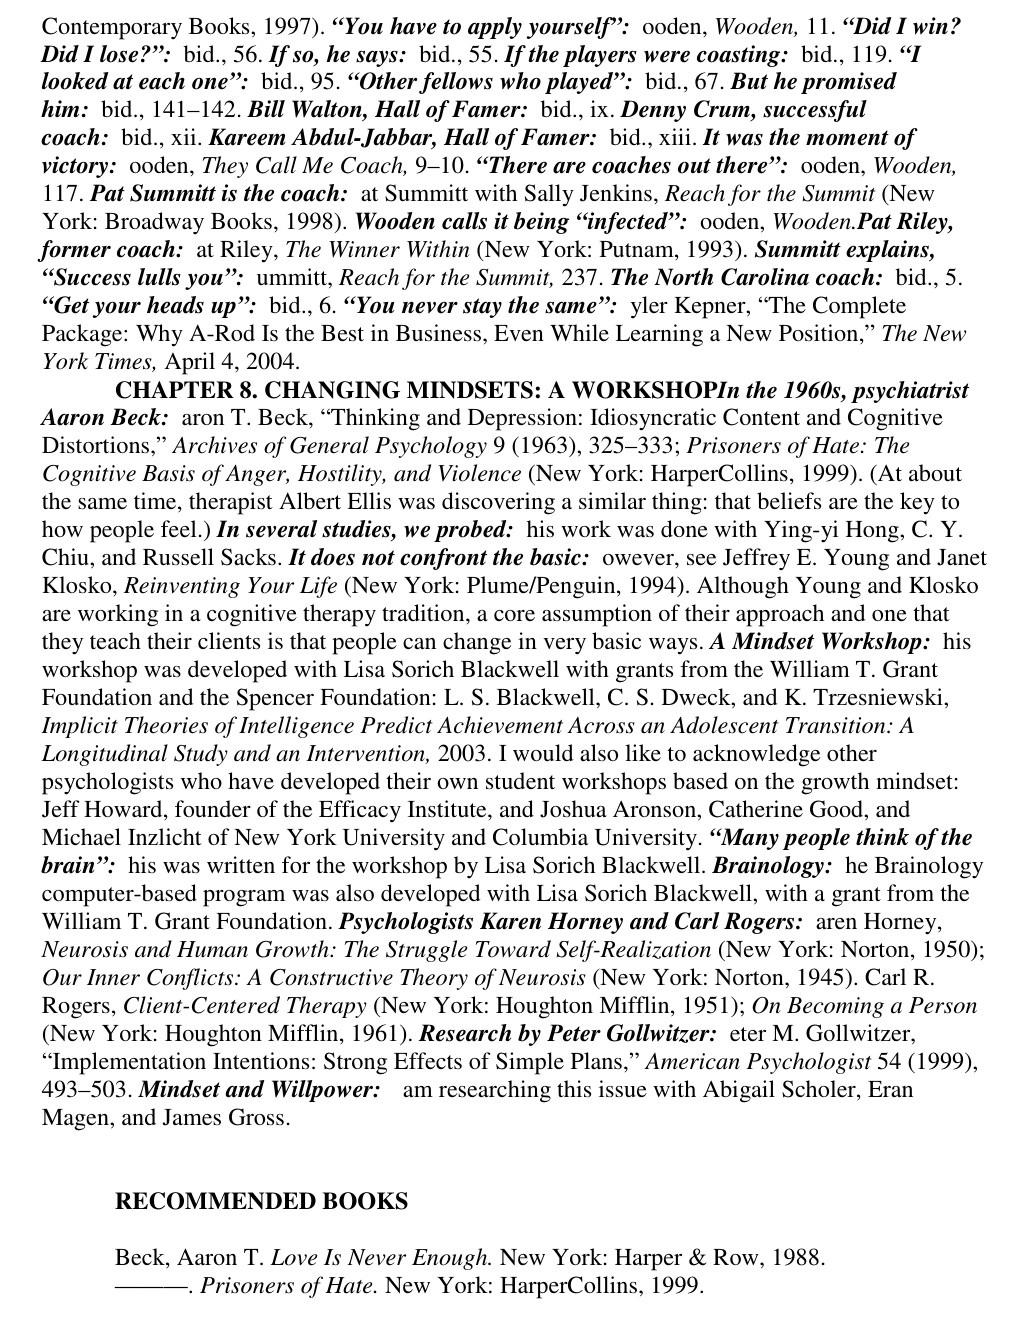 Contemporary Books, 1997). “You have to apply yourself”:  ooden, Wooden, 11. “Did I win?
Did I lose?”:  bid., 56. If so, he says:  bid., 55. If the players were coasting:  bid., 119. “I
looked at each one”:  bid., 95. “Other fellows who played”:  bid., 67. But he promised
him:  bid., 141–142. Bill Walton, Hall of Famer:  bid., ix. Denny Crum, successful
coach:  bid., xii. Kareem Abdul-Jabbar, Hall of Famer:  bid., xiii. It was the moment of
victory:  ooden, They Call Me Coach, 9–10. “There are coaches out there”:  ooden, Wooden,
117. Pat Summitt is the coach:  at Summitt with Sally Jenkins, Reach for the Summit (New
York: Broadway Books, 1998). Wooden calls it being “infected”:  ooden, Wooden.Pat Riley,
former coach:  at Riley, The Winner Within (New York: Putnam, 1993). Summitt explains,
“Success lulls you”:  ummitt, Reach for the Summit, 237. The North Carolina coach:  bid., 5.
“Get your heads up”:  bid., 6. “You never stay the same”:  yler Kepner, “The Complete
Package: Why A-Rod Is the Best in Business, Even While Learning a New Position,” The New
York Times, April 4, 2004.
CHAPTER 8. CHANGING MINDSETS: A WORKSHOPIn the 1960s, psychiatrist
Aaron Beck:  aron T. Beck, “Thinking and Depression: Idiosyncratic Content and Cognitive
Distortions,” Archives of General Psychology 9 (1963), 325–333; Prisoners of Hate: The
Cognitive Basis of Anger, Hostility, and Violence (New York: HarperCollins, 1999). (At about
the same time, therapist Albert Ellis was discovering a similar thing: that beliefs are the key to
how people feel.) In several studies, we probed:  his work was done with Ying-yi Hong, C. Y.
Chiu, and Russell Sacks. It does not confront the basic:  owever, see Jeffrey E. Young and Janet
Klosko, Reinventing Your Life (New York: Plume/Penguin, 1994). Although Young and Klosko
are working in a cognitive therapy tradition, a core assumption of their approach and one that
they teach their clients is that people can change in very basic ways. A Mindset Workshop:  his
workshop was developed with Lisa Sorich Blackwell with grants from the William T. Grant
Foundation and the Spencer Foundation: L. S. Blackwell, C. S. Dweck, and K. Trzesniewski,
Implicit Theories of Intelligence Predict Achievement Across an Adolescent Transition: A
Longitudinal Study and an Intervention, 2003. I would also like to acknowledge other
psychologists who have developed their own student workshops based on the growth mindset:
Jeff Howard, founder of the Efficacy Institute, and Joshua Aronson, Catherine Good, and
Michael Inzlicht of New York University and Columbia University. “Many people think of the
brain”:  his was written for the workshop by Lisa Sorich Blackwell. Brainology:  he Brainology
computer-based program was also developed with Lisa Sorich Blackwell, with a grant from the
William T. Grant Foundation. Psychologists Karen Horney and Carl Rogers:  aren Horney,
Neurosis and Human Growth: The Struggle Toward Self-Realization (New York: Norton, 1950);
Our Inner Conflicts: A Constructive Theory of Neurosis (New York: Norton, 1945). Carl R.
Rogers, Client-Centered Therapy (New York: Houghton Mifflin, 1951); On Becoming a Person
(New York: Houghton Mifflin, 1961). Research by Peter Gollwitzer:  eter M. Gollwitzer,
“Implementation Intentions: Strong Effects of Simple Plans,” American Psychologist 54 (1999),
493–503. Mindset and Willpower:   am researching this issue with Abigail Scholer, Eran
Magen, and James Gross.
RECOMMENDED BOOKS
Beck, Aaron T. Love Is Never Enough. New York: Harper & Row, 1988.
———. Prisoners of Hate. New York: HarperCollins, 1999.